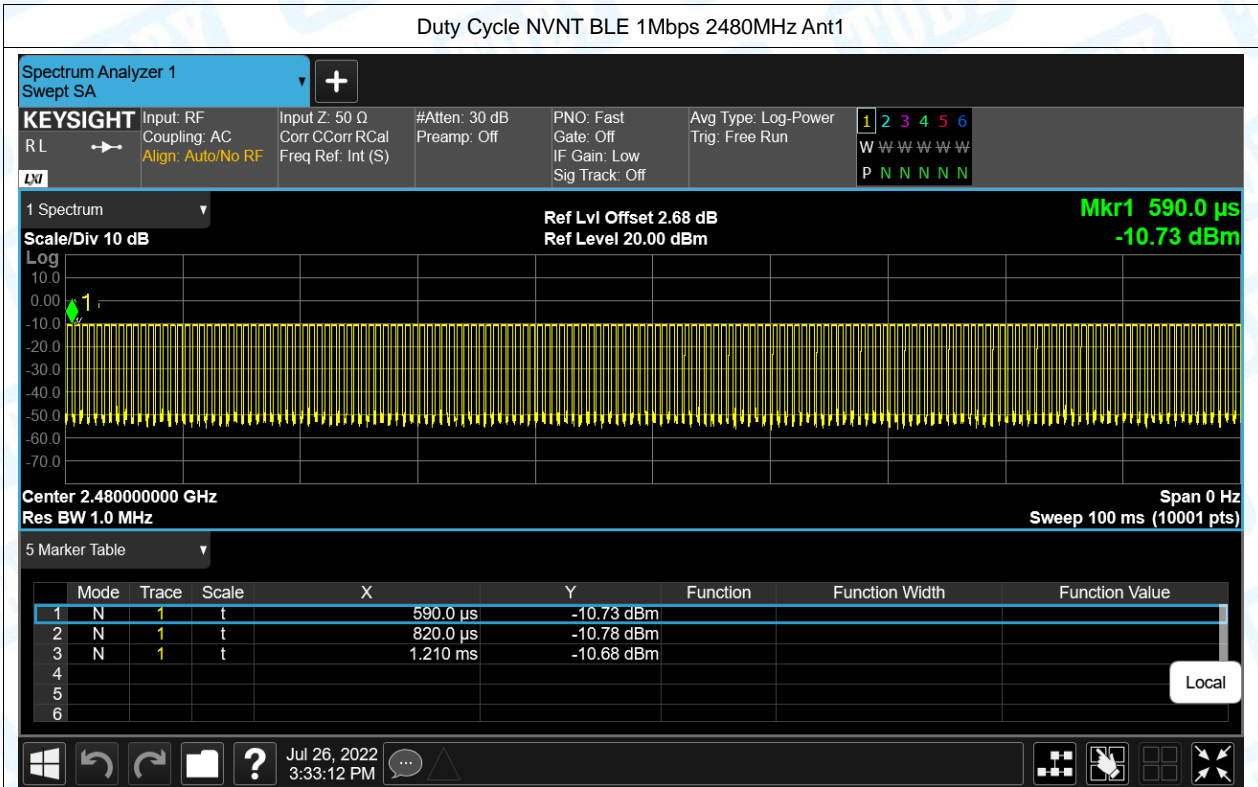 Duty Cycle NVNT BLE 1Mbps 2480MHz Ant1
Spectrum Analyzer 1
Swept SA
KEYSIGHT
R L
LXI
Input: RF
Coupling: AC
Align: Auto/No RF
Input Z: 50 Ω
Corr CCorr RCal
Freq Ref: Int (S)
#Atten: 30 dB
Preamp: Off
PNO: Fast
Gate: Off
IF Gain: Low
Sig Track: Off
Avg Type: Log-Power
Trig: Free Run
1 2 3 4 5 6
W W W W W W
P N N N N N
1 Spectrum
Scale/Div 10 dB
Ref Lvl Offset 2.68 dB
Ref Level 20.00 dBm
Mkr1 590.0 µs
-10.73 dBm
Log
10.0
0.00
-10.0
-20.0
-30.0
-40.0
-50.0
-60.0
-70.0
1
Center 2.480000000 GHz
Res BW 1.0 MHz
Span 0 Hz
Sweep 100 ms (10001 pts)
5 Marker Table
Mode Trace Scale X Y Function Function Width Function Value
1 N 1 t 590.0 µs -10.73 dBm
2 N 1 t 820.0 µs -10.78 dBm
3 N 1 t 1.210 ms -10.68 dBm
4
5
6
Local
?
Jul 26, 2022
3:33:12 PM